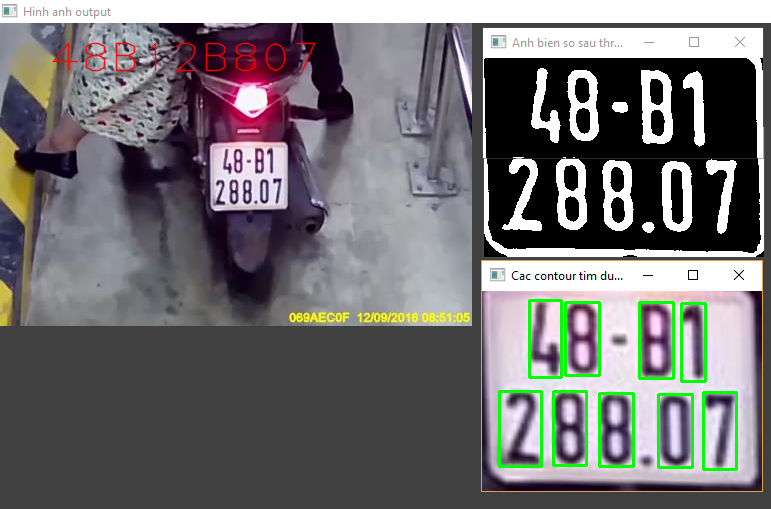 Hinh anh output
48B12B807
48-B1
288.07
069AEC0F 12/09/2016 08:51:05
Anh bien so sau thr...
48-B1
288.07
Cac contour tim du...
48-B1
288.07